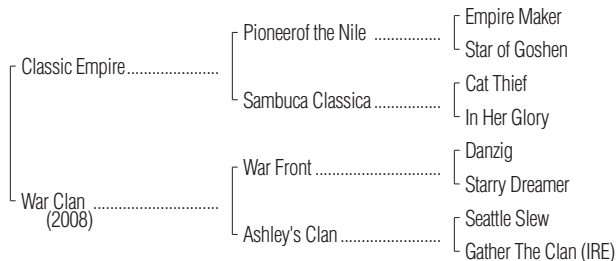 Empire Maker
Pioneerof the Nile ..................
Star of Goshen
Classic Empire.........................
Cat Thief
Sambuca Classica..................
In Her Glory
Danzig
War Front ..................................
Starry Dreamer
War Clan ..................................
(2008)
Seattle Slew
Ashley's Clan ...........................
Gather The Clan (IRE)